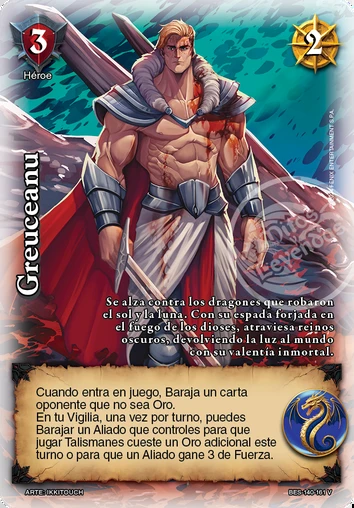 3
2
Héroe
Greuceanu
Se alza contra los dragones que robaron
el sol y la luna. Con su espada forjada en
el fuego de los dioses, atraviesa reinos
oscuros, devolviendo la luz al mundo
con su valentía inmortal.
Cuando entra en juego, Baraja un carta
oponente que no sea Oro.
En tu Vigilia, una vez por turno, puedes
Barajar un Aliado que controles para que
jugar Talismanes cueste un Oro adicional este
turno o para que un Aliado gane 3 de Fuerza.
ARTE: IKKITOUCH
BES-140-161 V